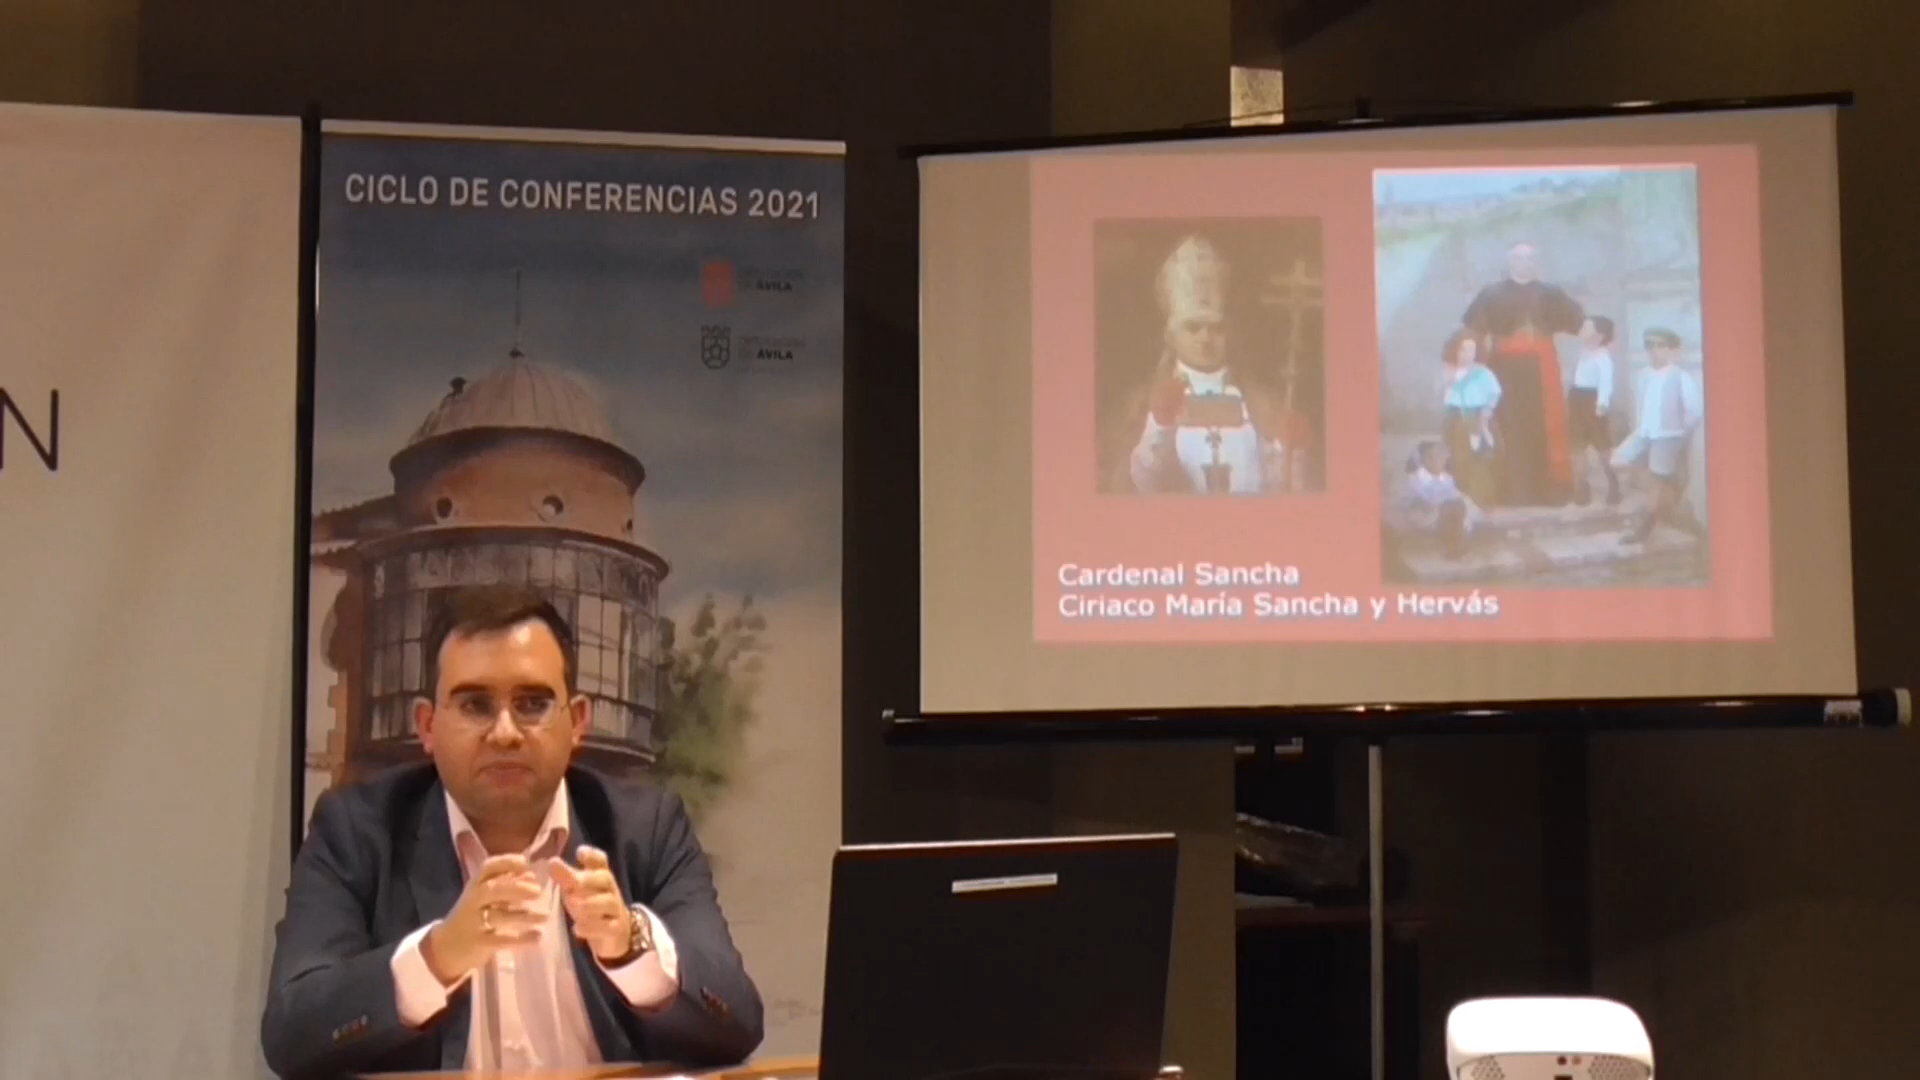 CICLO DE CONFERENCIAS 2021
ÁVILA
ÁVILA
N
Cardenal Sancha
Ciriaco María Sancha y Hervás